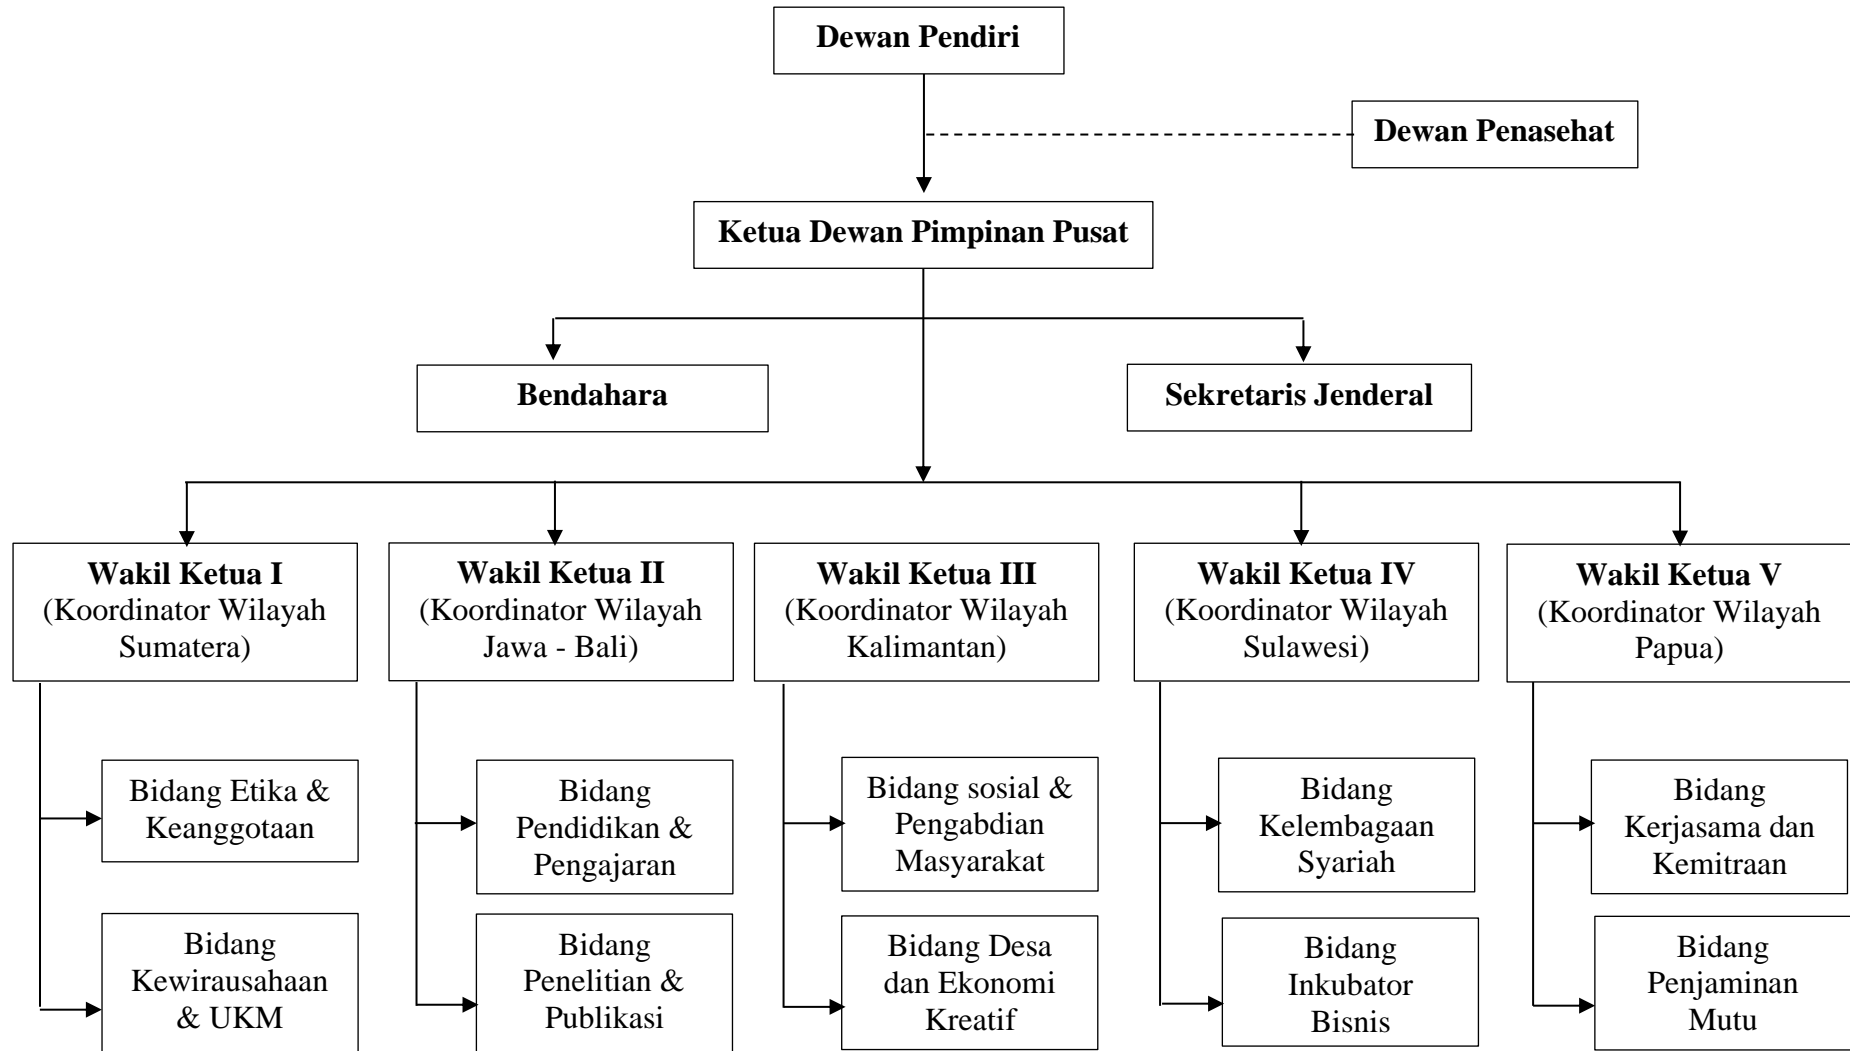 Dewan Pendiri
Dewan Penasehat
Ketua Dewan Pimpinan Pusat
Bendahara
Sekretaris Jenderal
Wakil Ketua I
(Koordinator Wilayah
Sumatera)
Wakil Ketua II
(Koordinator Wilayah
Jawa - Bali)
Wakil Ketua III
(Koordinator Wilayah
Kalimantan)
Wakil Ketua IV
(Koordinator Wilayah
Sulawesi)
Wakil Ketua V
(Koordinator Wilayah
Papua)
Bidang Etika &
Keanggotaan
Bidang
Pendidikan &
Pengajaran
Bidang sosial &
Pengabdian
Masyarakat
Bidang
Kelembagaan
Syariah
Bidang
Kerjasama dan
Kemitraan
Bidang
Kewirausahaan
& UKM
Bidang
Penelitian &
Publikasi
Bidang Desa
dan Ekonomi
Kreatif
Bidang
Inkubator
Bisnis
Bidang
Penjaminan
Mutu